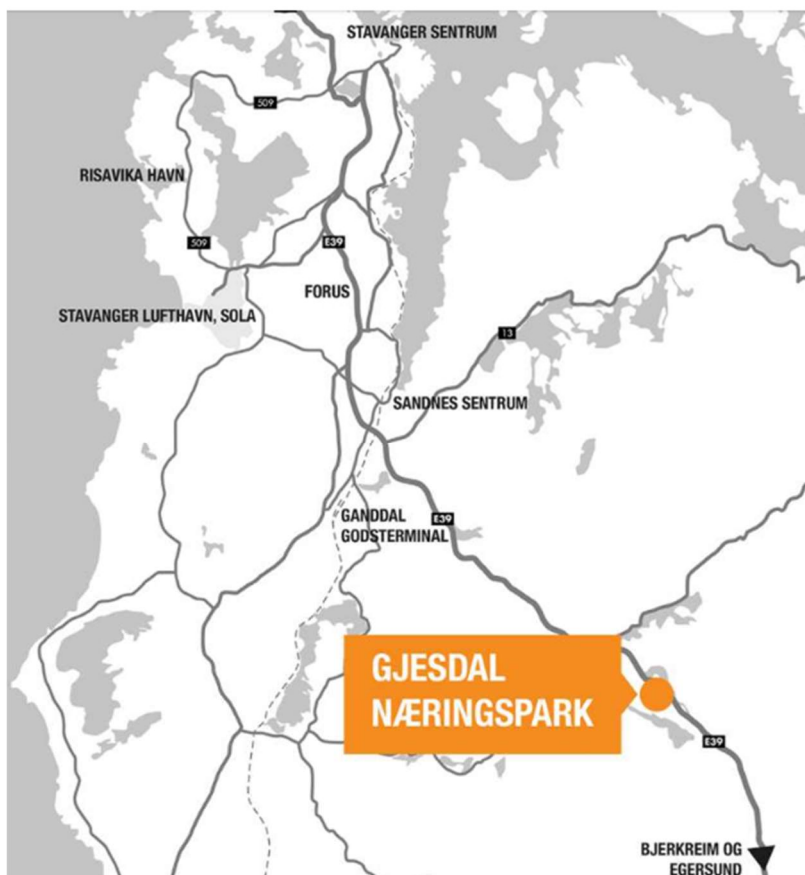 STAVANGER SENTRUM
509
RISAVIKA HAVN
509
E39
FORUS
STAVANGER LUFTHAVN, SOLA
13
SANDNES SENTRUM
GANDDAL
GODSTERMINAL
E39
GJESDAL
NÆRINGSPARK
E39
BJERKREIM OG
EGERSUND